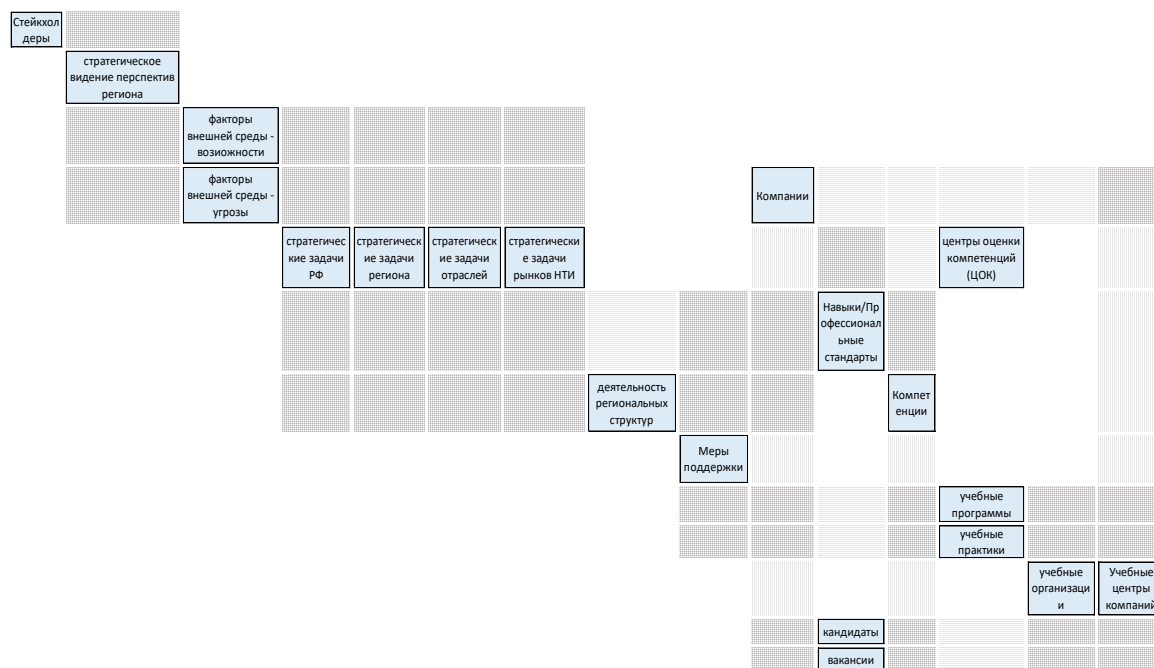 Стейкхол
деры
стратегическое
видение перспектив
региона
факторы
внешней среды -
возиожности
факторы
внешней среды -
угрозы
Компании
стратегичес
кие задачи
РФ
стратегическ
ие задачи
региона
стратегическ
ие задачи
отраслей
стратегически
е задачи
рынков НТИ
центры оценки
компетенций
(ЦОК)
Навыки/Пр
офессионал
ьные
стандарты
деятельность
региональных
структур
Компет
енции
Меры
поддержки
учебные
программы
учебные
практики
учебные
организаци
и
Учебные
центры
компаний
кандидаты
вакансии